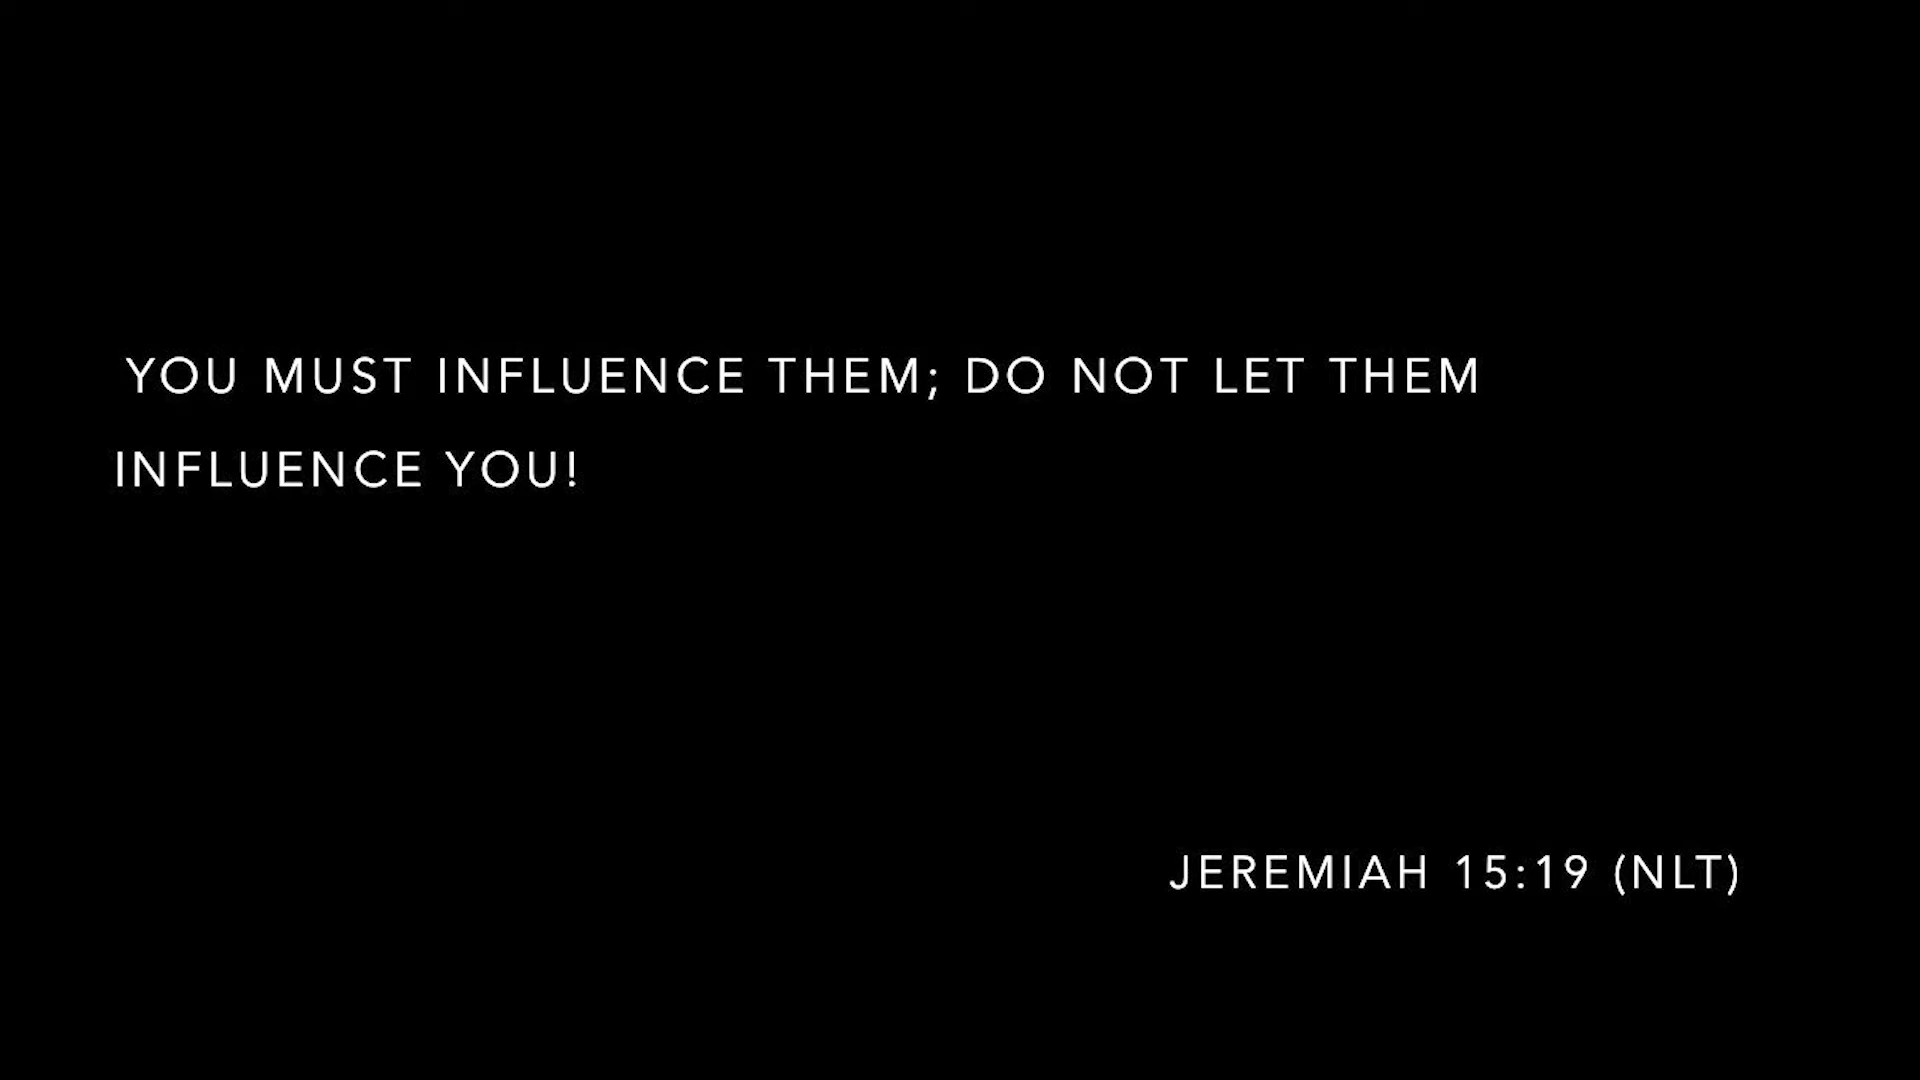 YOU MUST INFLUENCE THEM; DO NOT LET THEM
INFLUENCE YOU!
JEREMIAH 15:19 (NLT)